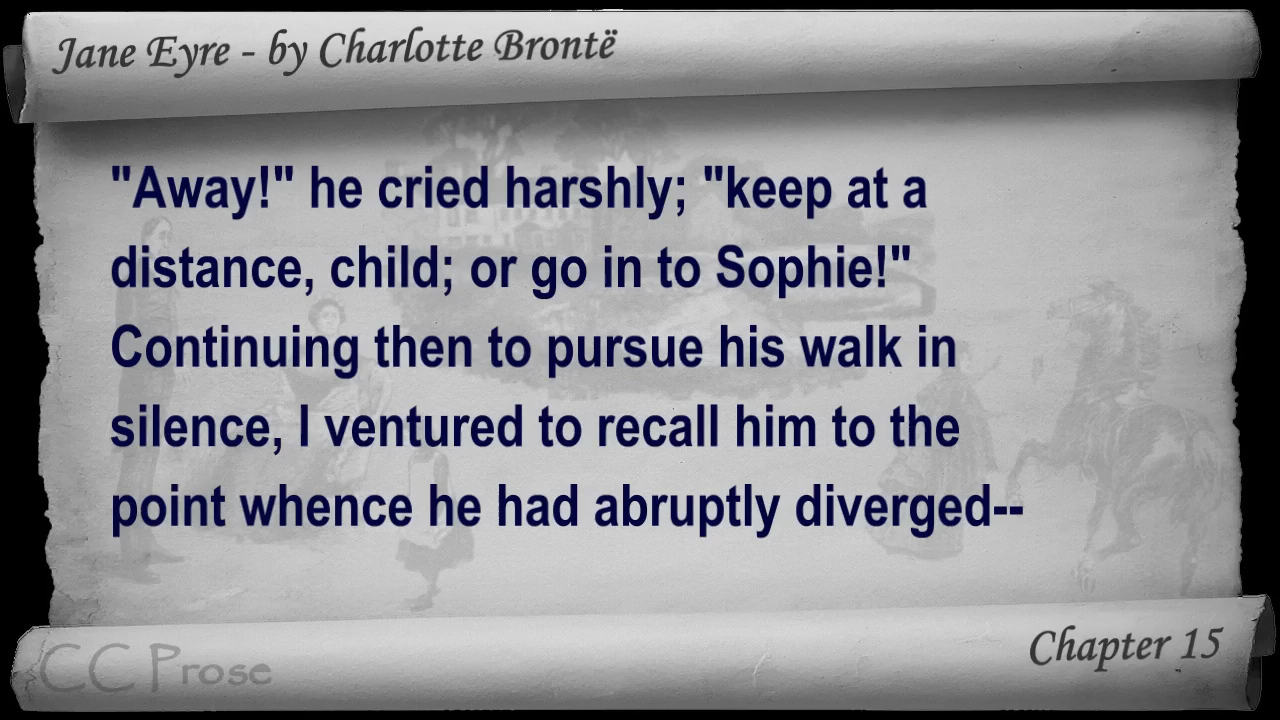 Jane Eyre - by Charlotte Brontë
"Away!" he cried harshly; "keep at a
distance, child; or go in to Sophie!"
Continuing then to pursue his walk in
silence, I ventured to recall him to the
point whence he had abruptly diverged--
CC Prose
Chapter 15